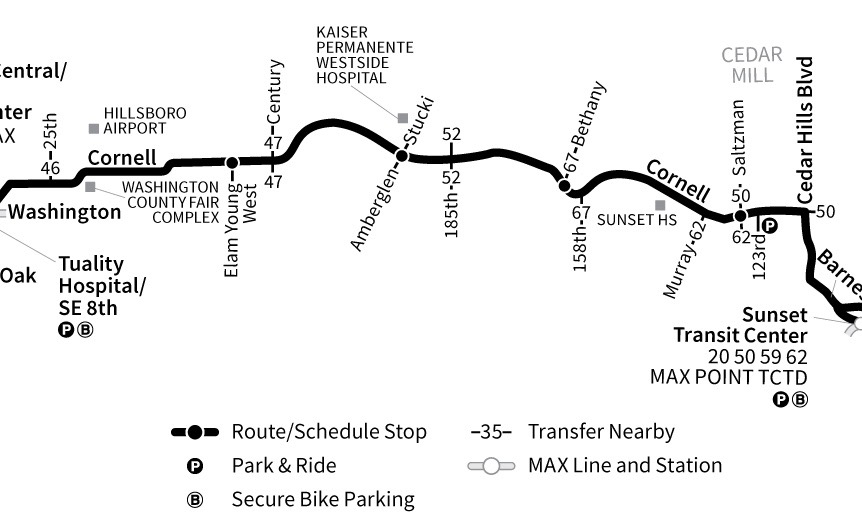 Central/
nter
AX
HILLSBORO
AIRPORT
25th
46
Cornell
WASHINGTON
COUNTY FAIR
COMPLEX
Washington
Oak
Tuality
Hospital/
SE 8th
P B
Elam Young
West
Century
47
47
KAISER
PERMANENTE
WESTSIDE
HOSPITAL
Amberglen
Stucki
52
52
185th
67-Bethany
67
158th
SUNSET HS
Cornell
Murray-62
CEDAR
MILL
Saltzman
50
62
123rd
P
Cedar Hills Blvd
50
Barnes
Sunset
Transit Center
20 50 59 62
MAX POINT TCTD
P B
Route/Schedule Stop
–35– Transfer Nearby
P Park & Ride
MAX Line and Station
B Secure Bike Parking